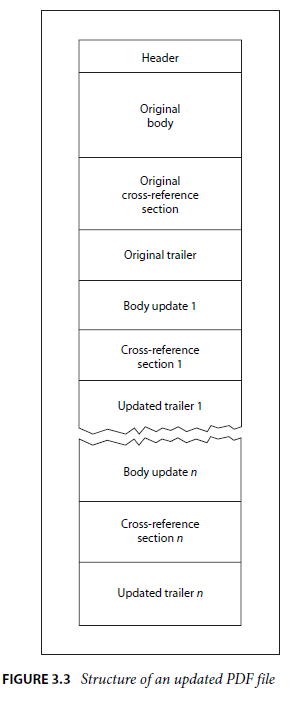 Header
Original
body
Original
cross-reference
section
Original trailer
Body update 1
Cross-reference
section 1
Updated trailer 1
Body update n
Cross-reference
section n
Updated trailer n
FIGURE 3.3 Structure of an updated PDF file